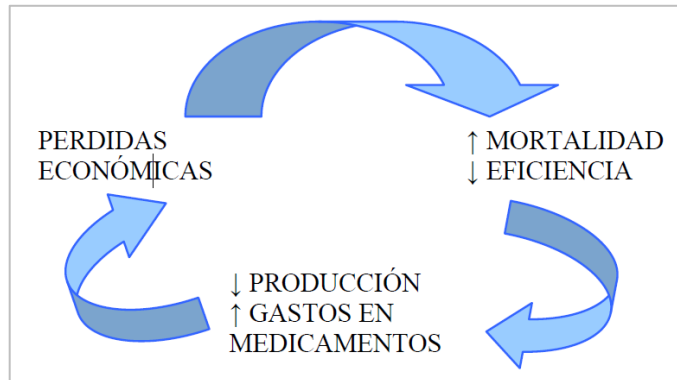 PERDIDAS
ECONÓMICAS
↑ MORTALIDAD
↓ EFICIENCIA
↓ PRODUCCIÓN
↑ GASTOS EN
MEDICAMENTOS